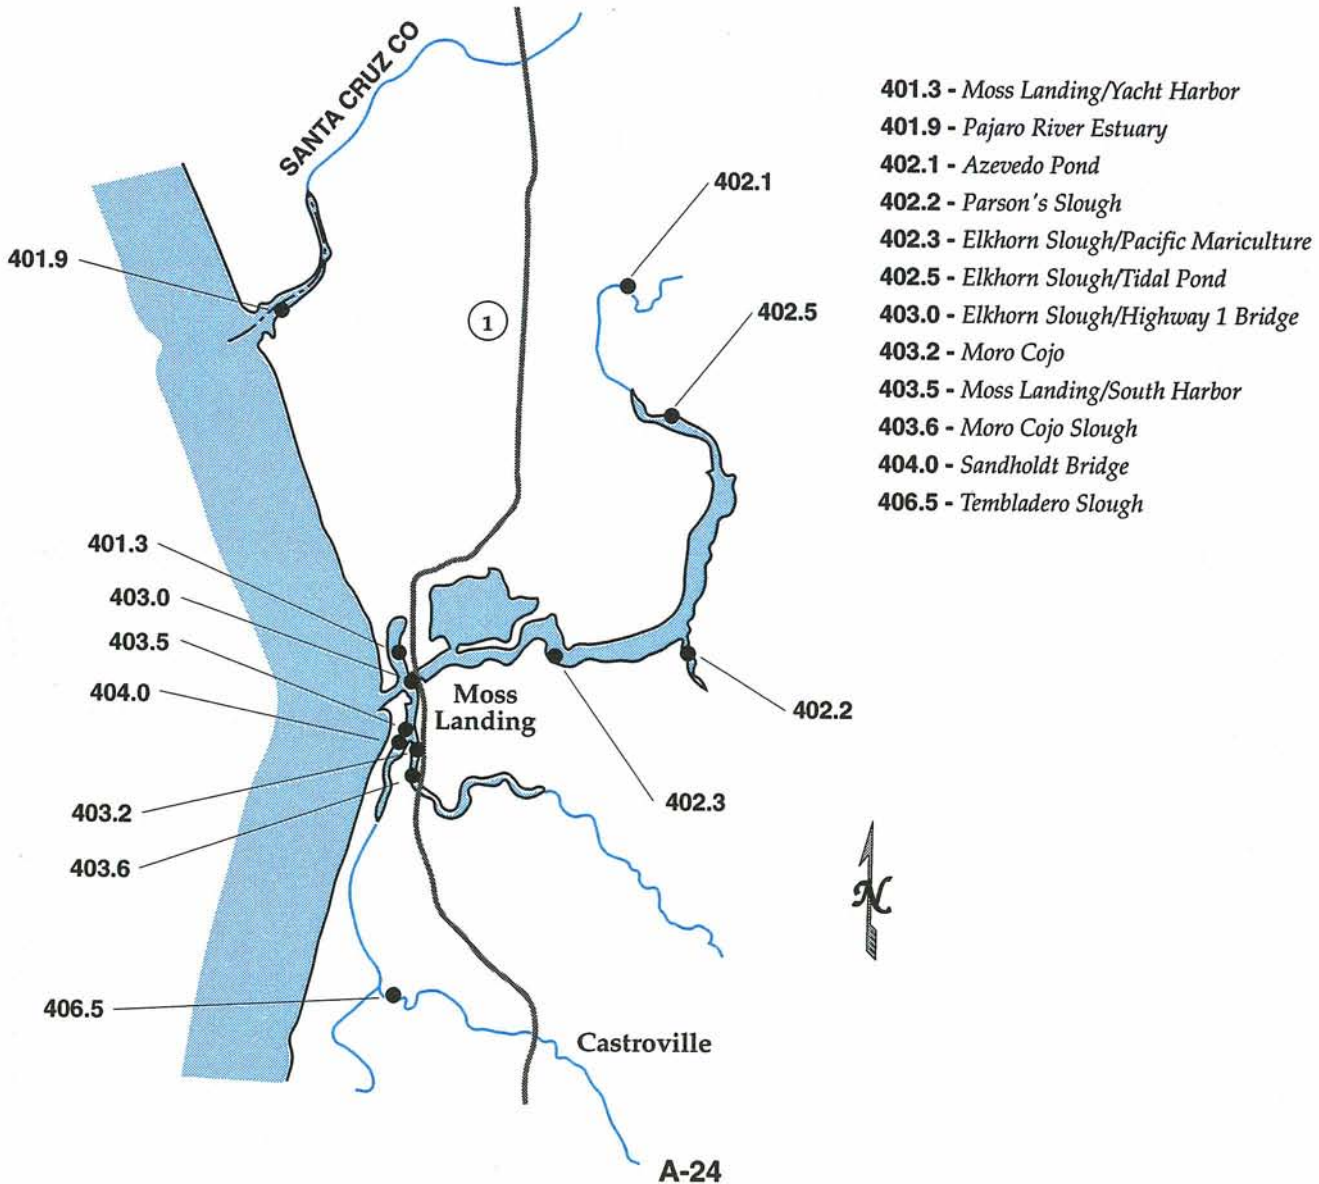 SANTA CRUZ CO
401.3 - Moss Landing/Yacht Harbor
401.9 - Pajaro River Estuary
402.1 - Azevedo Pond
402.2 - Parson's Slough
402.3 - Elkhorn Slough/Pacific Mariculture
402.5 - Elkhorn Slough/Tidal Pond
403.0 - Elkhorn Slough/Highway 1 Bridge
403.2 - Moro Cojo
403.5 - Moss Landing/South Harbor
403.6 - Moro Cojo Slough
404.0 - Sandholdt Bridge
406.5 - Tembladero Slough
402.1
401.9
402.5
1
401.3
403.0
403.5
404.0
Moss
Landing
402.2
403.2
402.3
403.6
N
406.5
Castroville
A-24